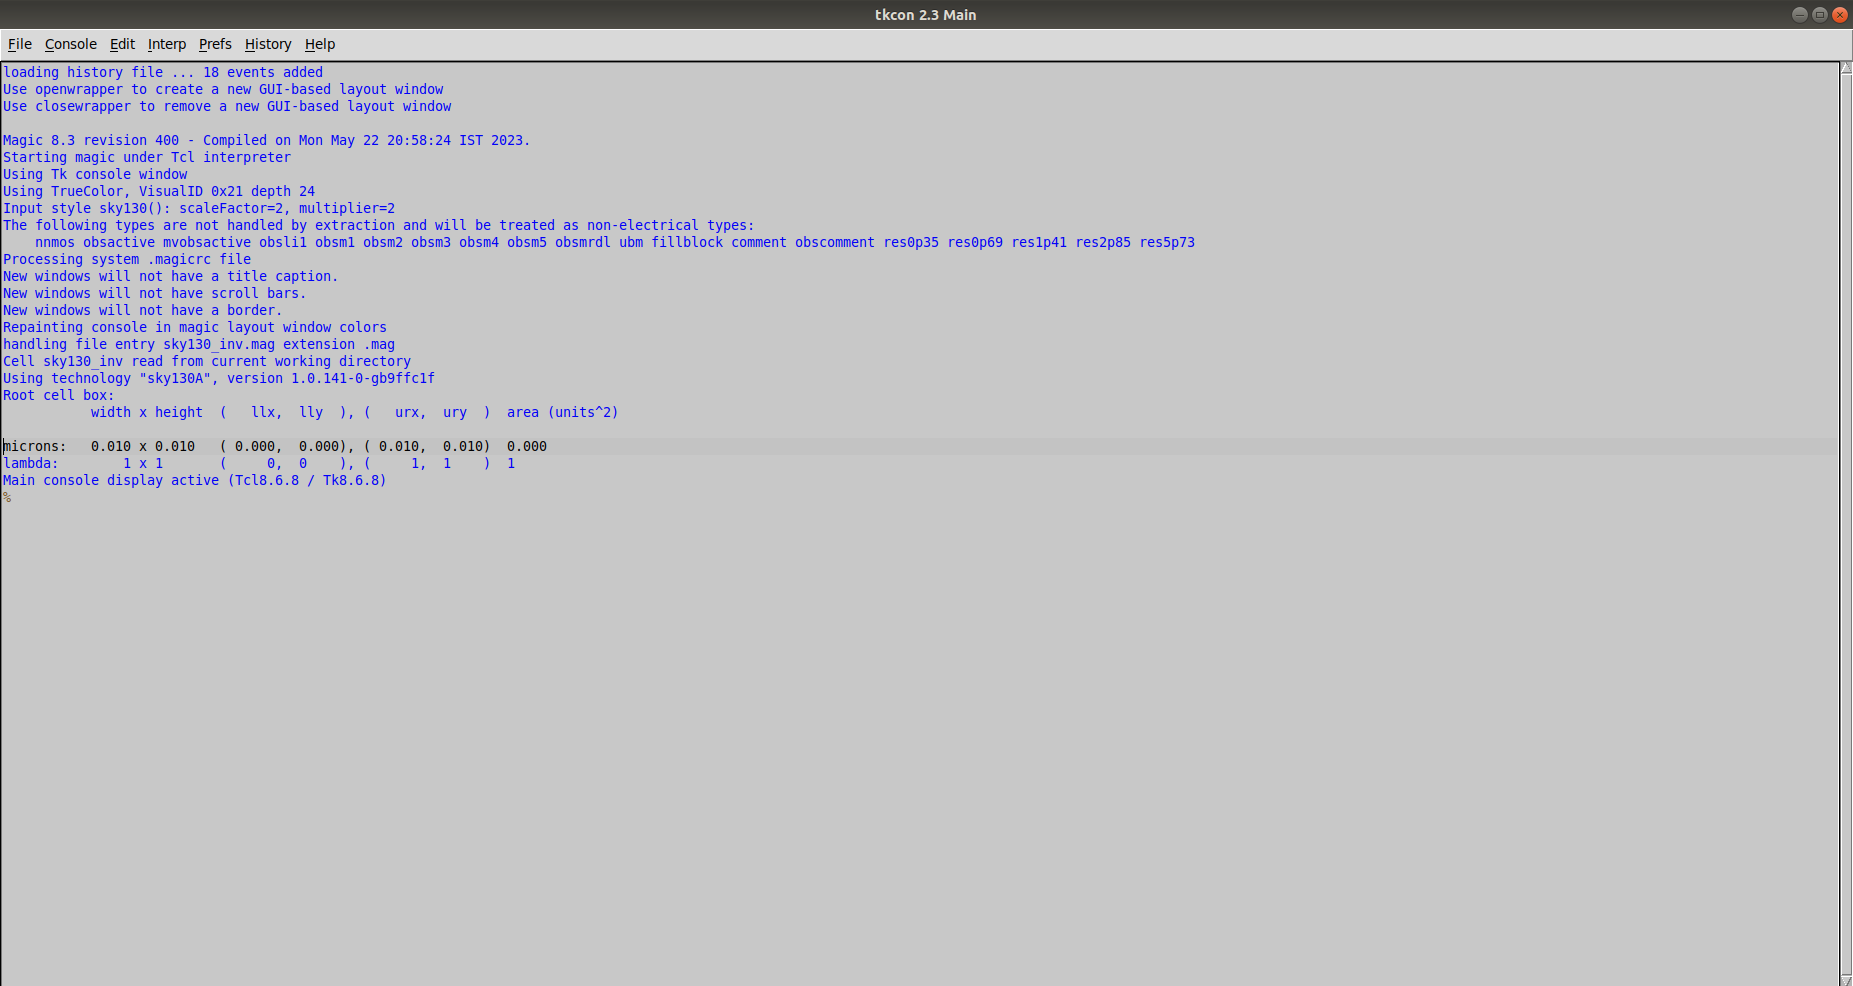 tkcon 2.3 Main
File Console Edit Interp Prefs History Help
loading history file ... 18 events added
Use openwrapper to create a new GUI-based layout window
Use closewrapper to remove a new GUI-based layout window
Magic 8.3 revision 400 - Compiled on Mon May 22 20:58:24 IST 2023.
Starting magic under Tcl interpreter
Using Tk console window
Using TrueColor, VisualID 0x21 depth 24
Input style sky130(): scaleFactor=2, multiplier=2
The following types are not handled by extraction and will be treated as non-electrical types:
    nnmos obsactive mvobsactive obsli1 obsm1 obsm2 obsm3 obsm4 obsm5 obsmrdl ubm fillblock comment obscomment res0p35 res0p69 res1p41 res2p85 res5p73
Processing system .magicrc file
New windows will not have a title caption.
New windows will not have scroll bars.
New windows will not have a border.
Repainting console in magic layout window colors
handling file entry sky130_inv.mag extension .mag
Cell sky130_inv read from current working directory
Using technology "sky130A", version 1.0.141-0-gb9ffc1f
Root cell box:
           width x height  (   llx,  lly  ), (   urx,  ury  )  area (units^2)
microns:   0.010 x 0.010   ( 0.000,  0.000), ( 0.010,  0.010)  0.000
lambda:        1 x 1       (     0,  0    ), (     1,  1    )  1
Main console display active (Tcl8.6.8 / Tk8.6.8)
%